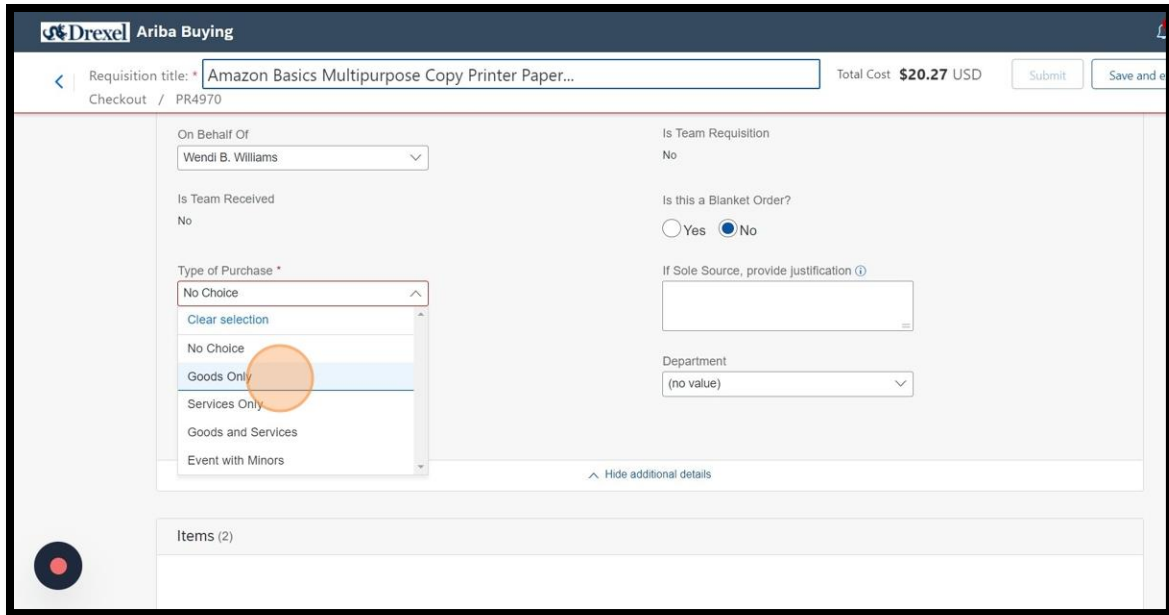 Drexel Ariba Buying
Requisition title: * Amazon Basics Multipurpose Copy Printer Paper... Total Cost $20.27 USD Submit Save and e
Checkout / PR4970
On Behalf Of Is Team Requisition
Wendi B. Williams No
Is Team Received Is this a Blanket Order?
No Yes No
Type of Purchase * If Sole Source, provide justification
No Choice
Clear selection
No Choice
Department
Goods Only (no value)
Services Only
Goods and Services
Event with Minors
Hide additional details
Items (2)